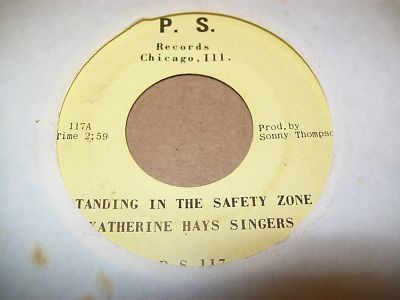 P. S.
Records
Chicago, Ill.
117A
Time 2:59
Prod. by
Sonny Thompso
TANDING IN THE SAFETY ZONE
KATHERINE HAYS SINGERS
P S 117